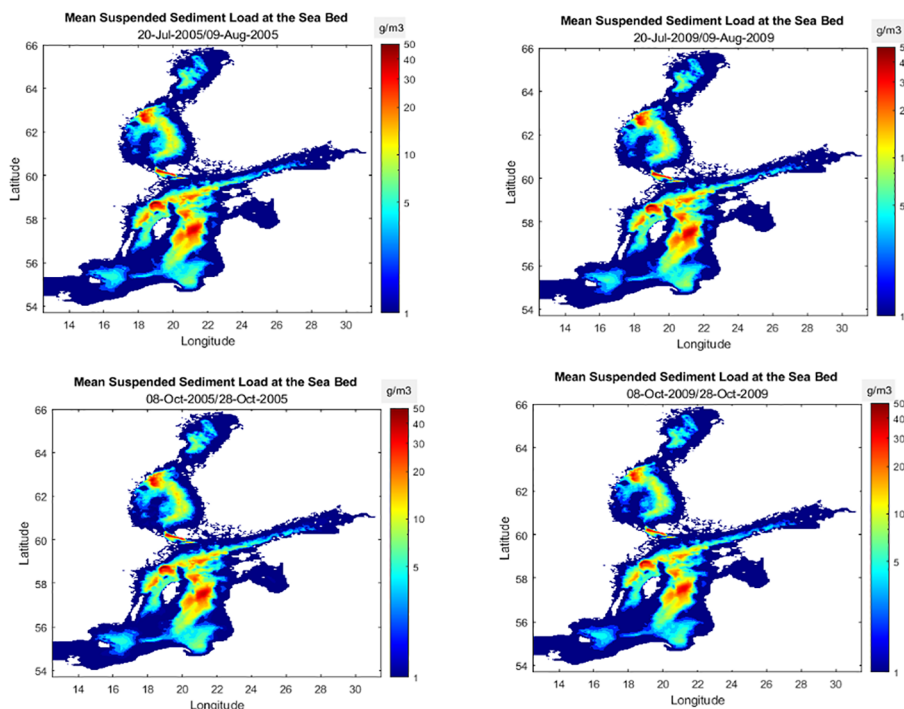 Mean Suspended Sediment Load at the Sea Bed
20-Jul-2005/09-Aug-2005
g/m3
66
64
62
60
58
56
54
Latitude
14 16 18 20 22 24 26 28 30
Longitude
50
40
30
20
10
5
1
Mean Suspended Sediment Load at the Sea Bed
20-Jul-2009/09-Aug-2009
g/m3
66
64
62
60
58
56
54
Latitude
14 16 18 20 22 24 26 28 30
Longitude
5
4
3
2
1
5
1
Mean Suspended Sediment Load at the Sea Bed
08-Oct-2005/28-Oct-2005
g/m3
66
64
62
60
58
56
54
Latitude
14 16 18 20 22 24 26 28 30
Longitude
50
40
30
20
10
5
1
Mean Suspended Sediment Load at the Sea Bed
08-Oct-2009/28-Oct-2009
g/m3
66
64
62
60
58
56
54
Latitude
14 16 18 20 22 24 26 28 30
Longitude
50
40
30
20
10
5
1